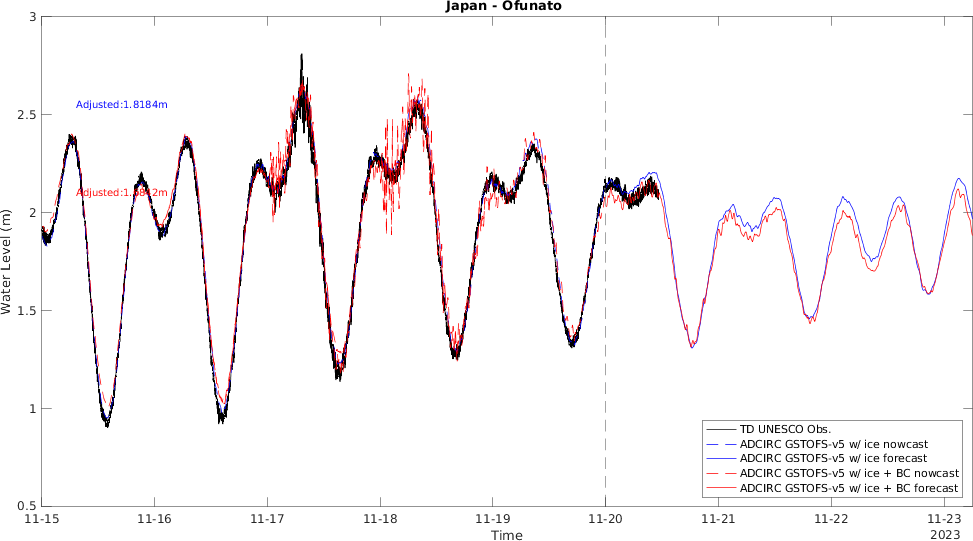 Japan - Ofunato
3
2.5
2
1.5
1
0.5
Water Level (m)
Adjusted:1.8184m
11-15
11-16
11-17
11-18
11-19
11-20
11-21
11-22
11-23
2023
Time
TD UNESCO Obs.
ADCIRC GSTOFS-v5 w/ ice nowcast
ADCIRC GSTOFS-v5 w/ ice forecast
ADCIRC GSTOFS-v5 w/ ice + BC nowcast
ADCIRC GSTOFS-v5 w/ ice + BC forecast